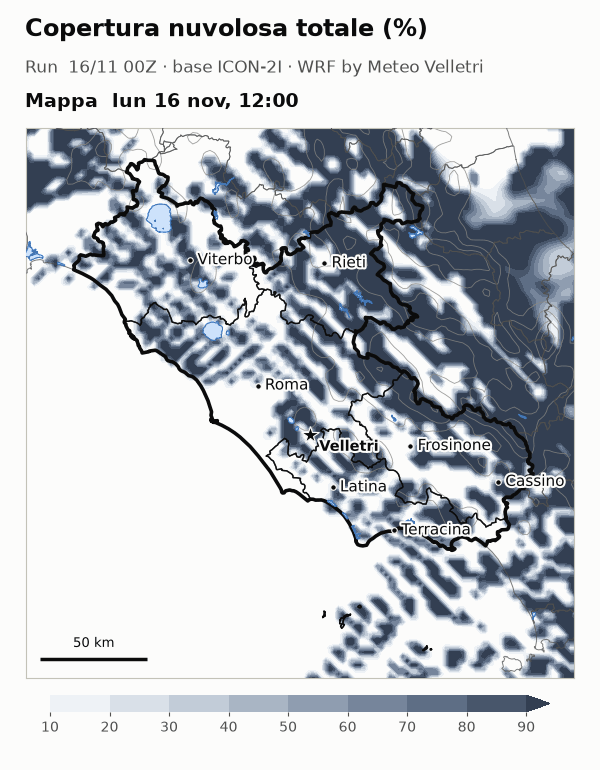 Copertura nuvolosa totale (%)
Run  16/11 00Z · base ICON-2I · WRF by Meteo Velletri
Mappa  lun 16 nov, 12:00
Viterbo
Rieti
Roma
Velletri
Frosinone
Latina
Cassino
Terracina
50 km
10 20 30 40 50 60 70 80 90